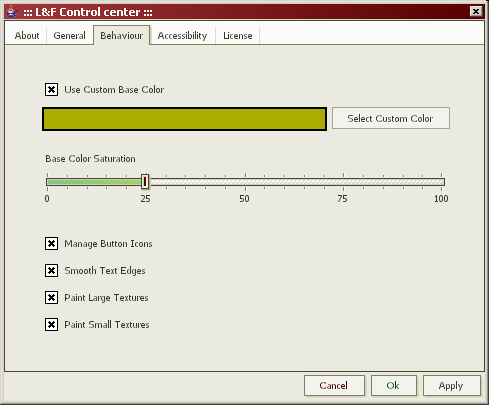 ::: L&F Control center :::
About General Behaviour Accessibility License
Use Custom Base Color
Select Custom Color
Base Color Saturation
0 25 50 75 100
Manage Button Icons
Smooth Text Edges
Paint Large Textures
Paint Small Textures
Cancel Ok Apply